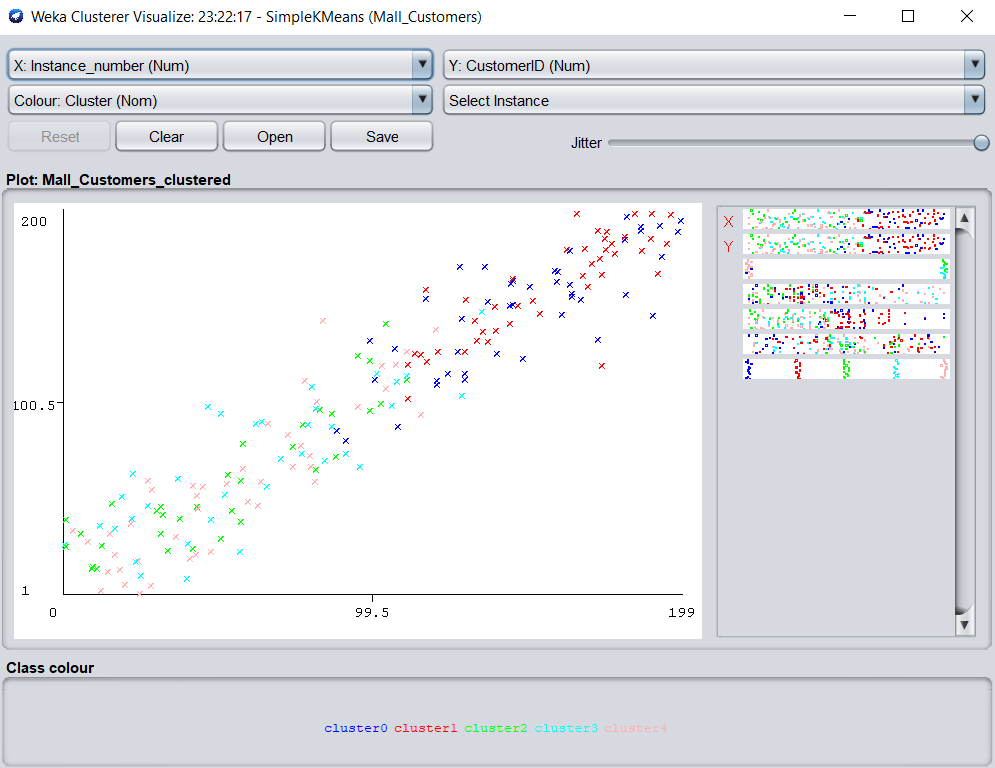 Weka Clusterer Visualize: 23:22:17 - SimpleKMeans (Mall_Customers)
X: Instance_number (Num) Y: CustomerID (Num)
Colour: Cluster (Nom) Select Instance
Reset Clear Open Save Jitter
Plot: Mall_Customers_clustered
200
X
Y
100.5
1
0 99.5 199
Class colour
cluster0 cluster1 cluster2 cluster3 cluster4